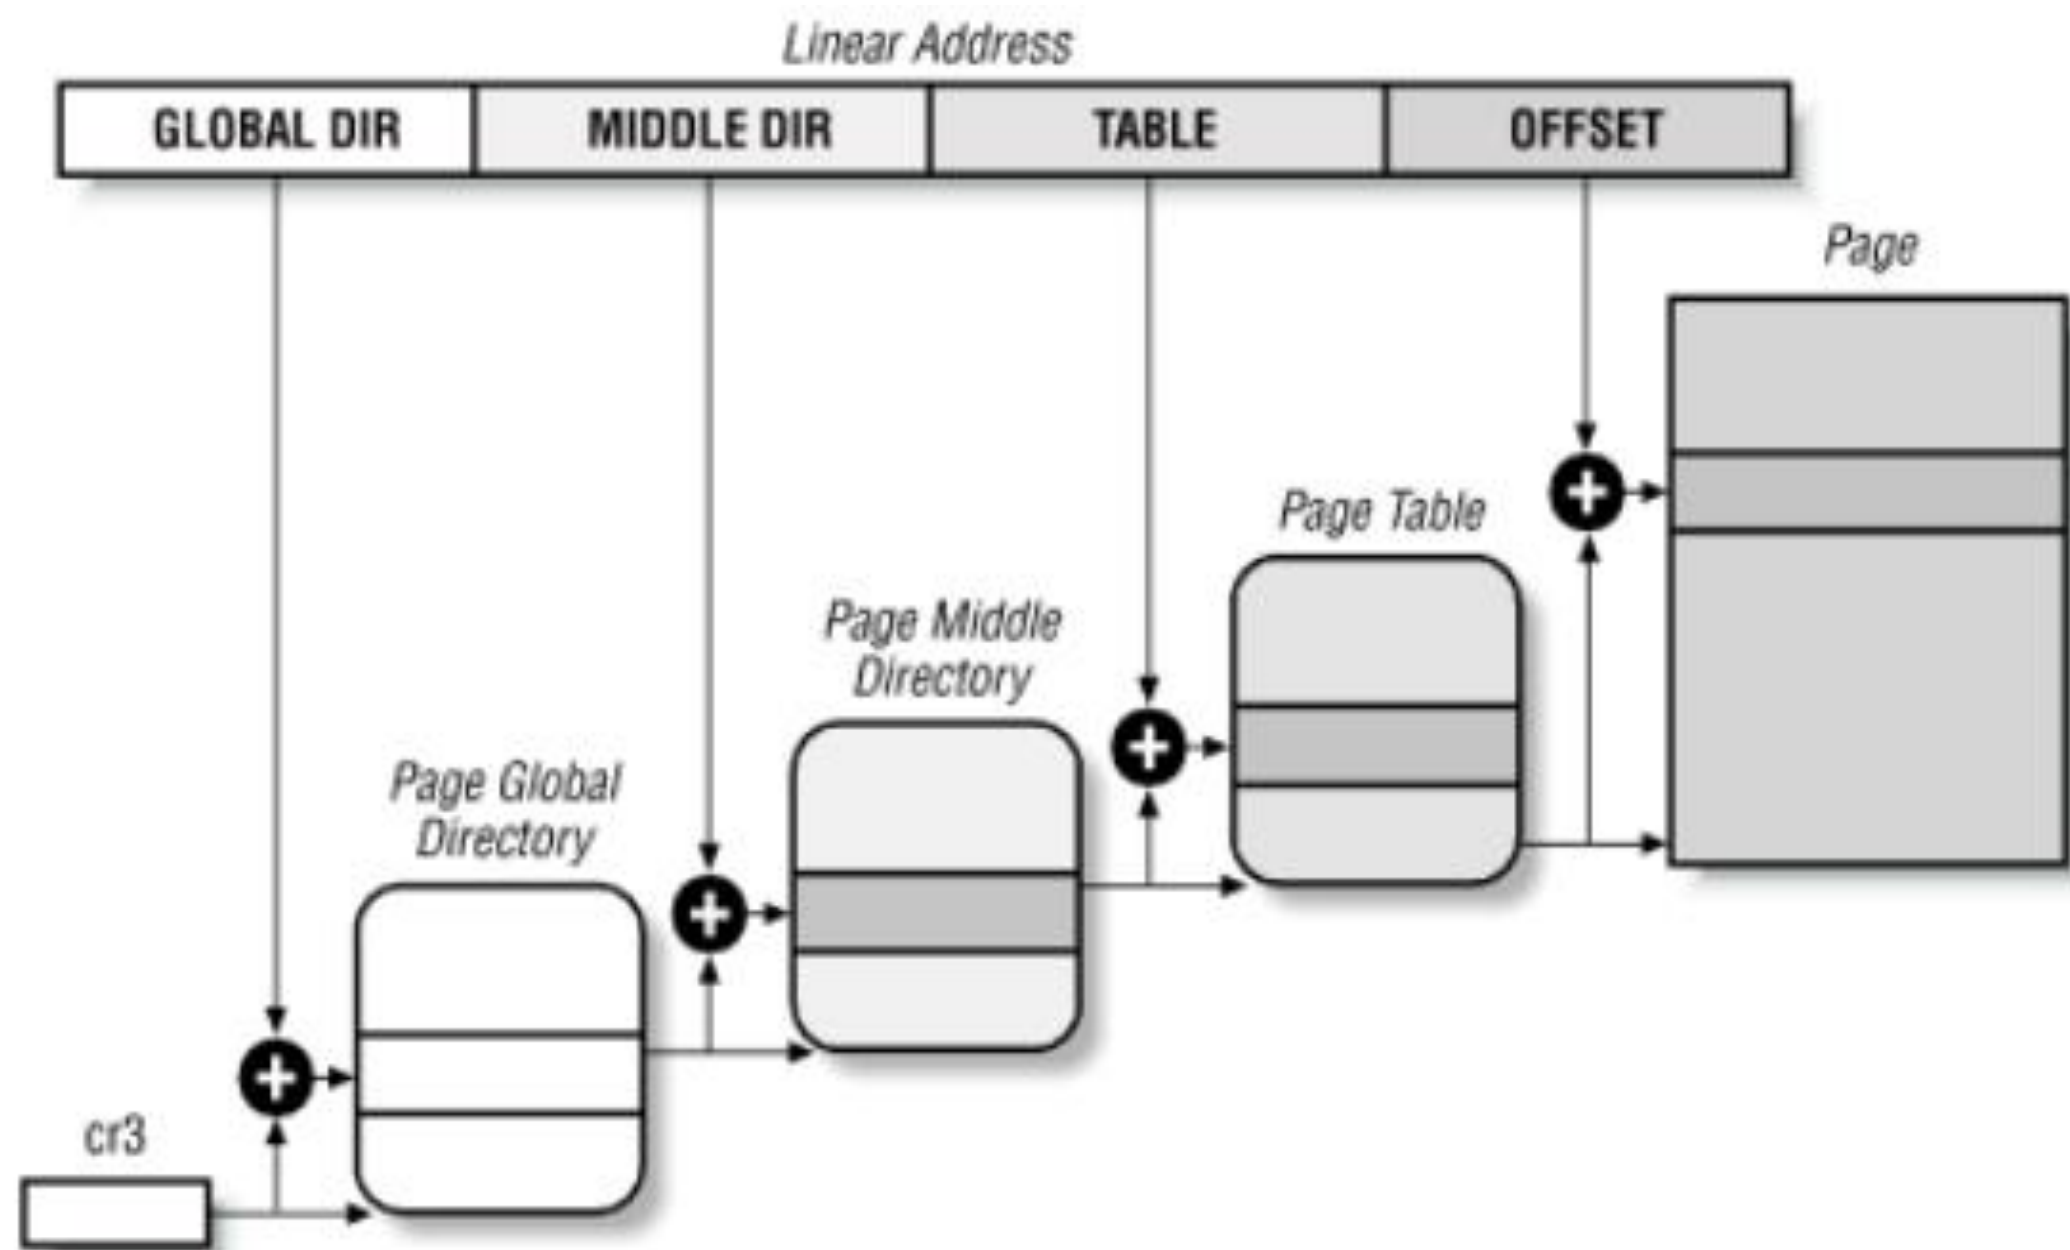 Linear Address
GLOBAL DIR
MIDDLE DIR
TABLE
OFFSET
Page
Page Table
Page Middle
Directory
Page Global
Directory
cr3